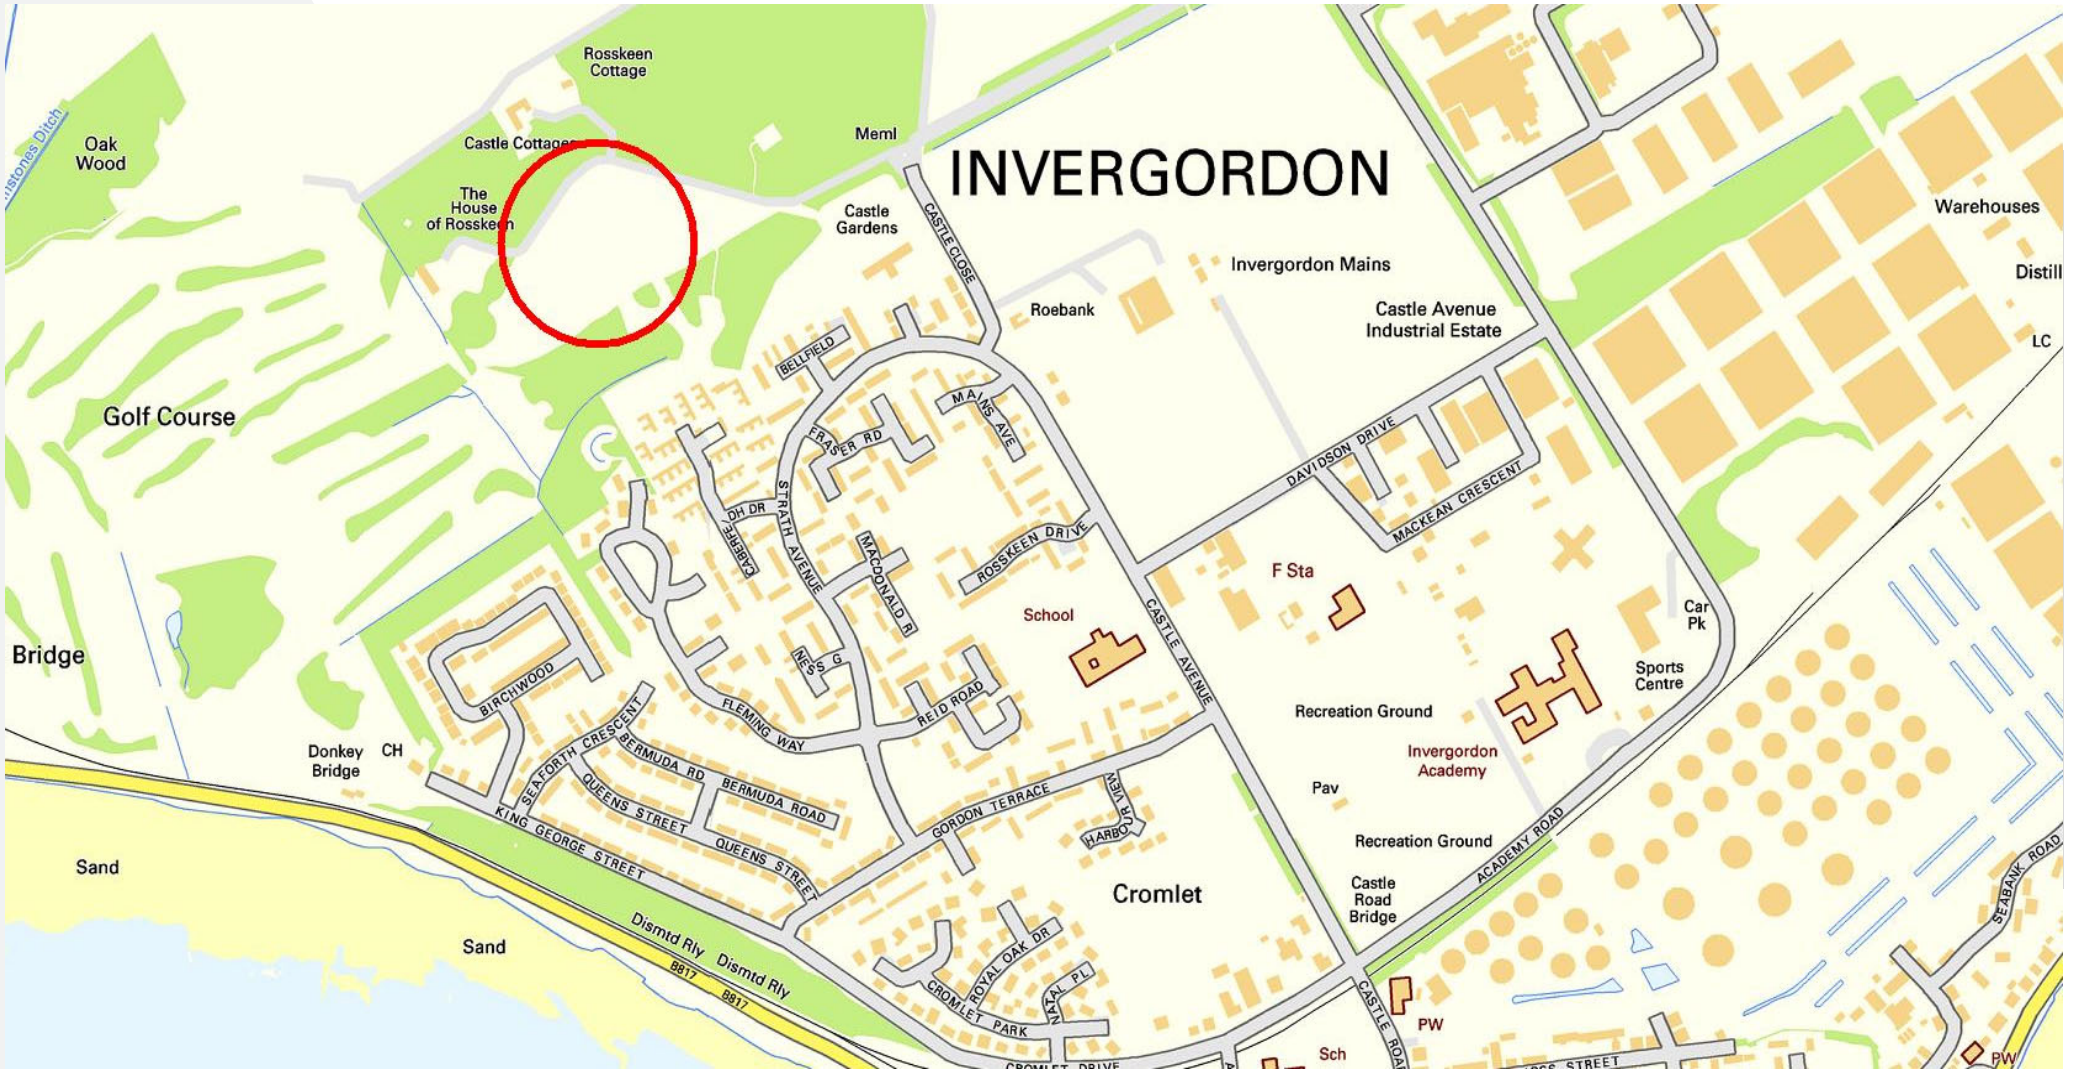 Rosskeen
Cottage
nstones Ditch
Oak
Wood
Castle Cottages
Meml
INVERGORDON
The
House
of Rosskeen
Castle
Gardens
CASTLE CLOSE
Warehouses
Invergordon Mains
Distill
Roebank
Castle Avenue
Industrial Estate
LC
BELLFIELD
Golf Course
MAINS AVE
FRASER RD
DAVIDSON DRIVE
MACKEAN CRESCENT
STRATH AVENUE
DH DR
CABERFE
MACDONALD R
ROSSKEEN DRIVE
F Sta
School
CASTLE AVENUE
Car
Pk
Bridge
NESS G
Sports
Centre
BIRCHWOOD
REID ROAD
FLEMING WAY
Recreation Ground
Donkey
Bridge
CH
SEAFORTH CRESCENT
BERMUDA RD
BERMUDA ROAD
Invergordon
Academy
QUEENS STREET
QUEENS STREET
Pav
GORDON TERRACE
HARBOUR VIEW
KING GEORGE STREET
Recreation Ground
ACADEMY ROAD
Sand
Cromlet
Castle
Road
Bridge
SEABANK ROAD
Sand
Dismtd Rly
Dismtd Rly
B817
B817
ROYAL OAK DR
CROMLET PARK
NATAL PL
CASTLE ROA
PW
Sch
PW
CROMLET DRIVE
STREET